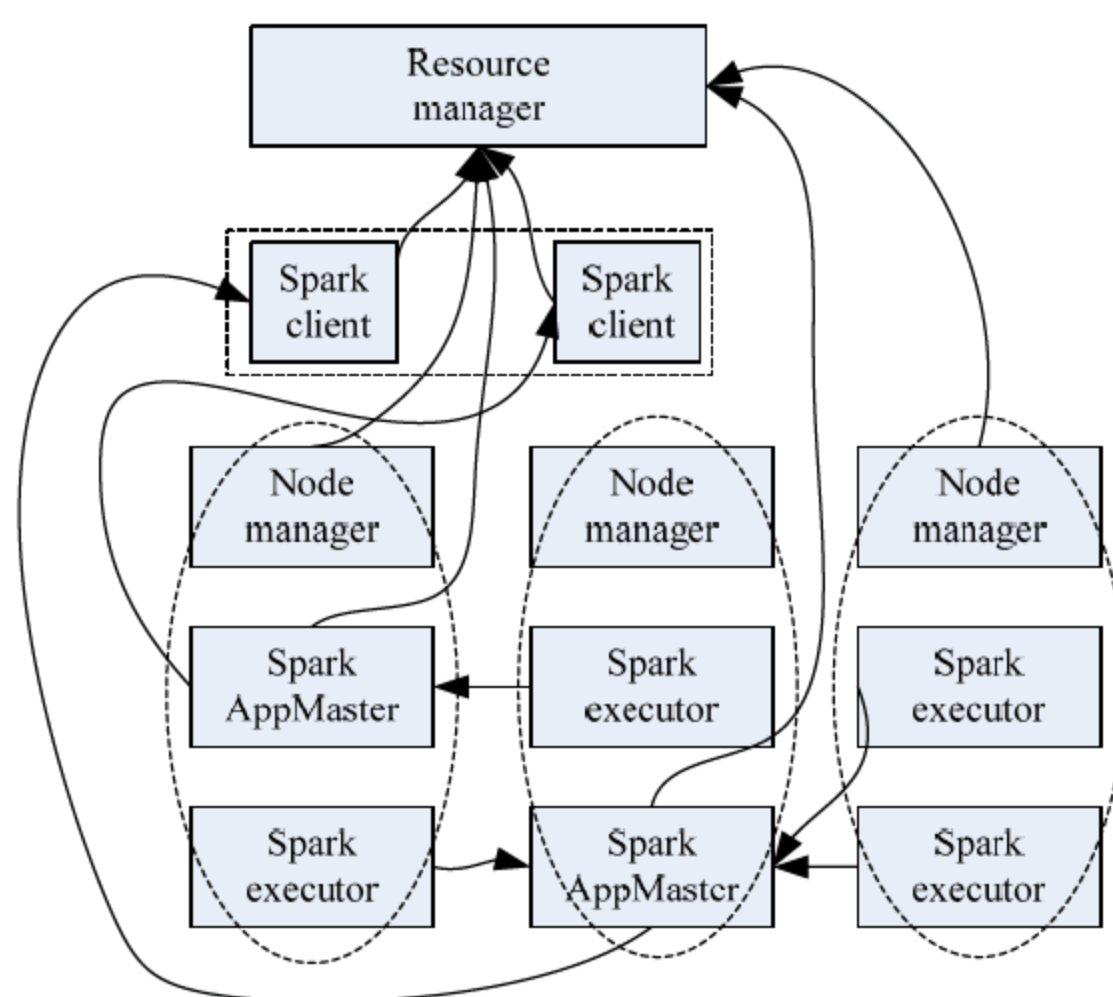 Resource
manager
Spark
client
Spark
client
Node
manager
Node
manager
Node
manager
Spark
AppMaster
Spark
executor
Spark
executor
Spark
executor
Spark
AppMaster
Spark
executor